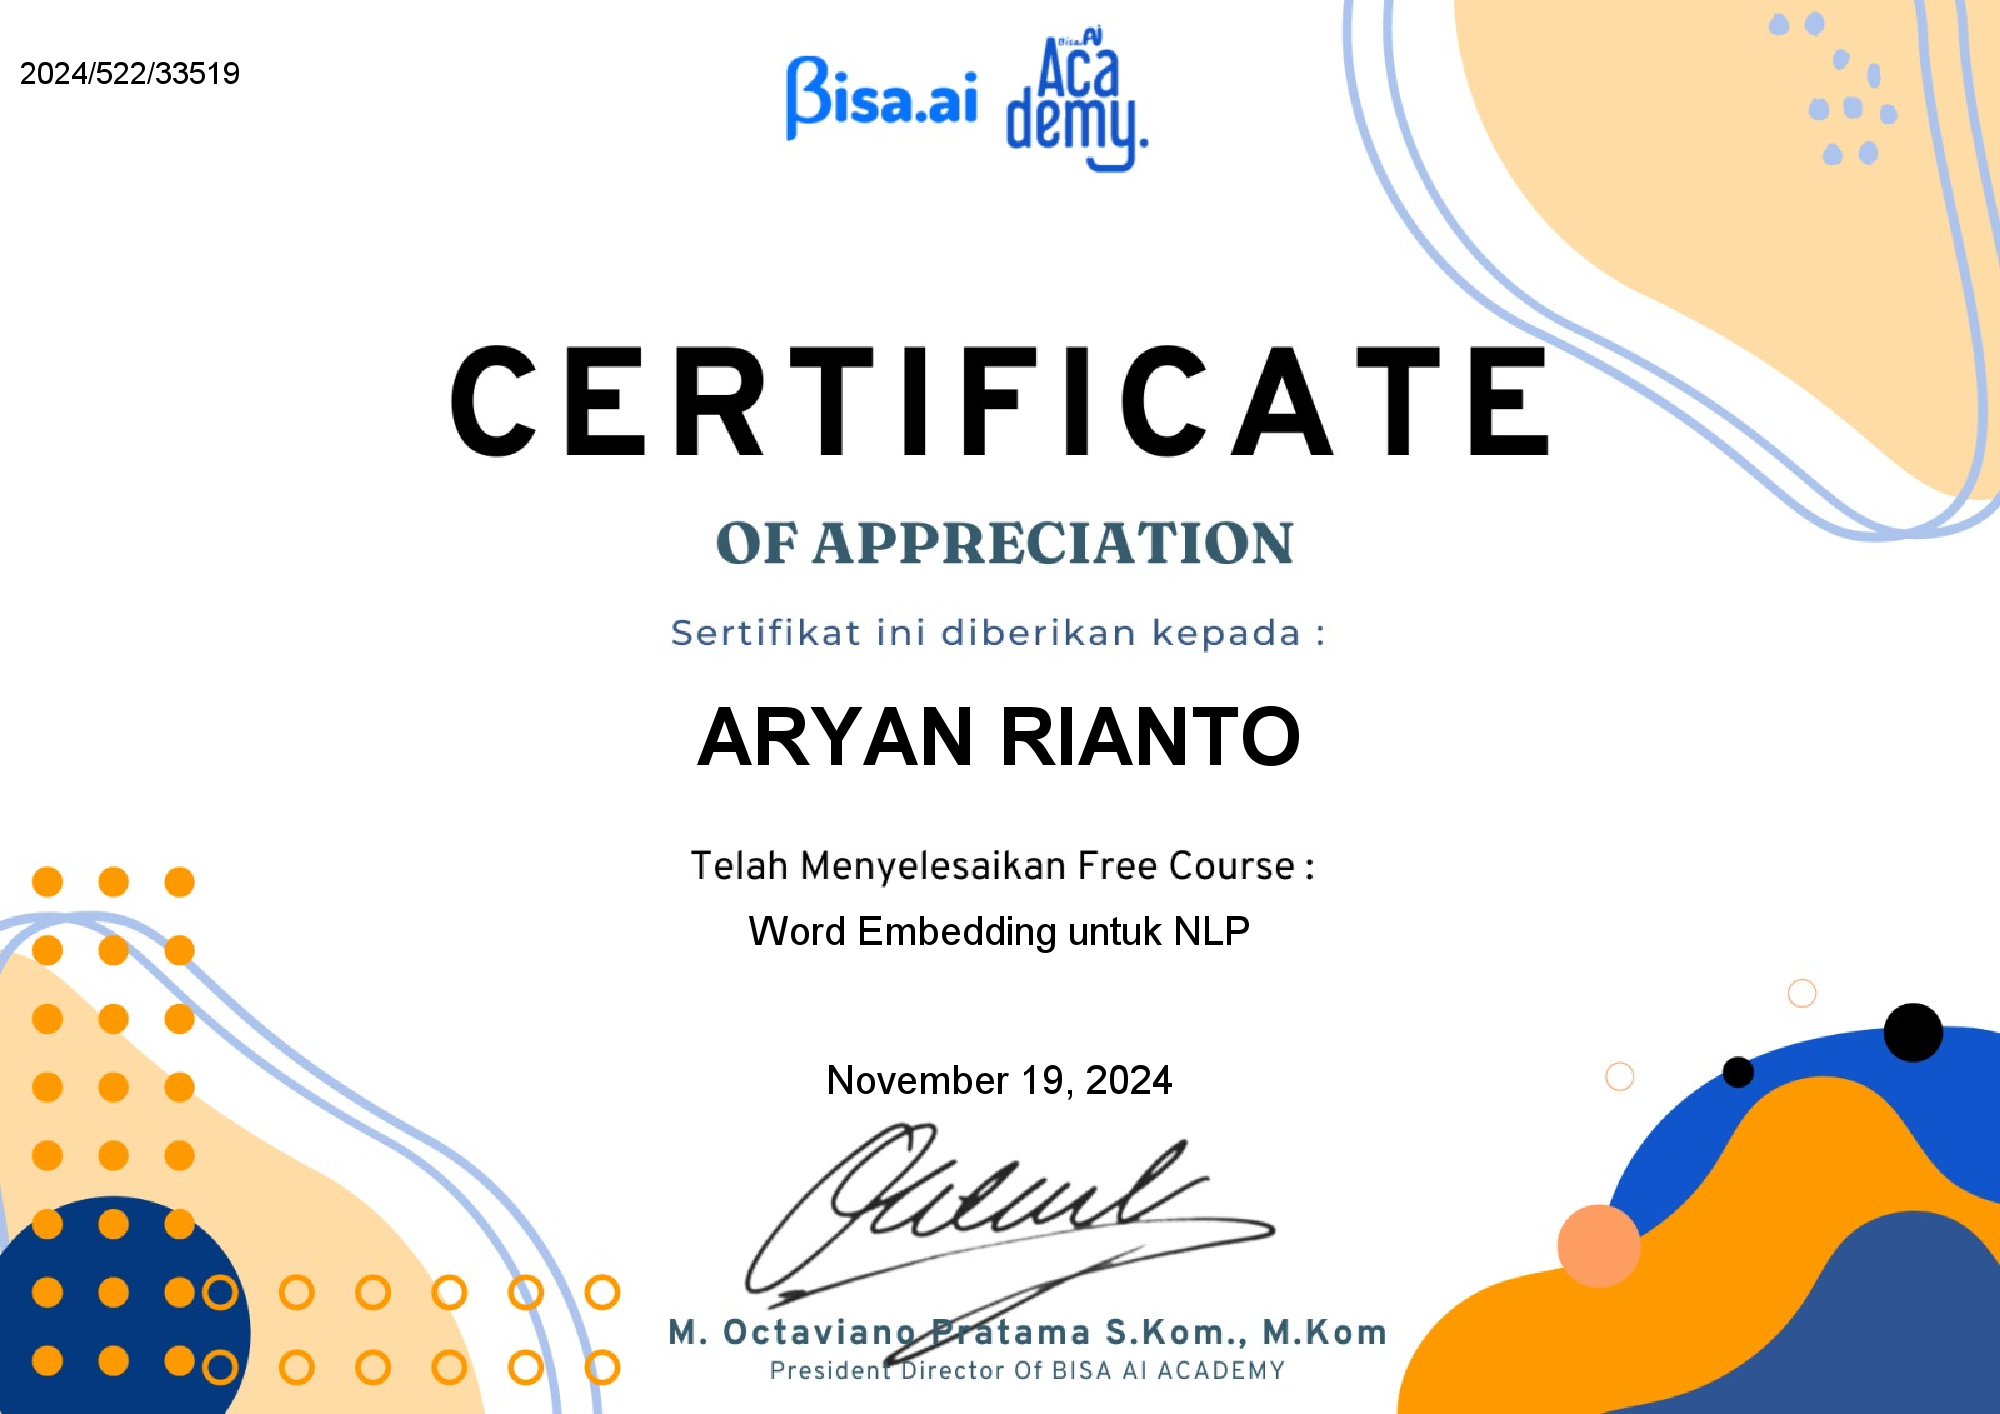 2024/522/33519
Bisa.ai
Bisa.Ai
Aca
demy.
CERTIFICATE
OF APPRECIATION
Sertifikat ini diberikan kepada :
ARYAN RIANTO
Telah Menyelesaikan Free Course :
Word Embedding untuk NLP
November 19, 2024
M. Octaviano Pratama S.Kom., M.Kom
President Director Of BISA AI ACADEMY